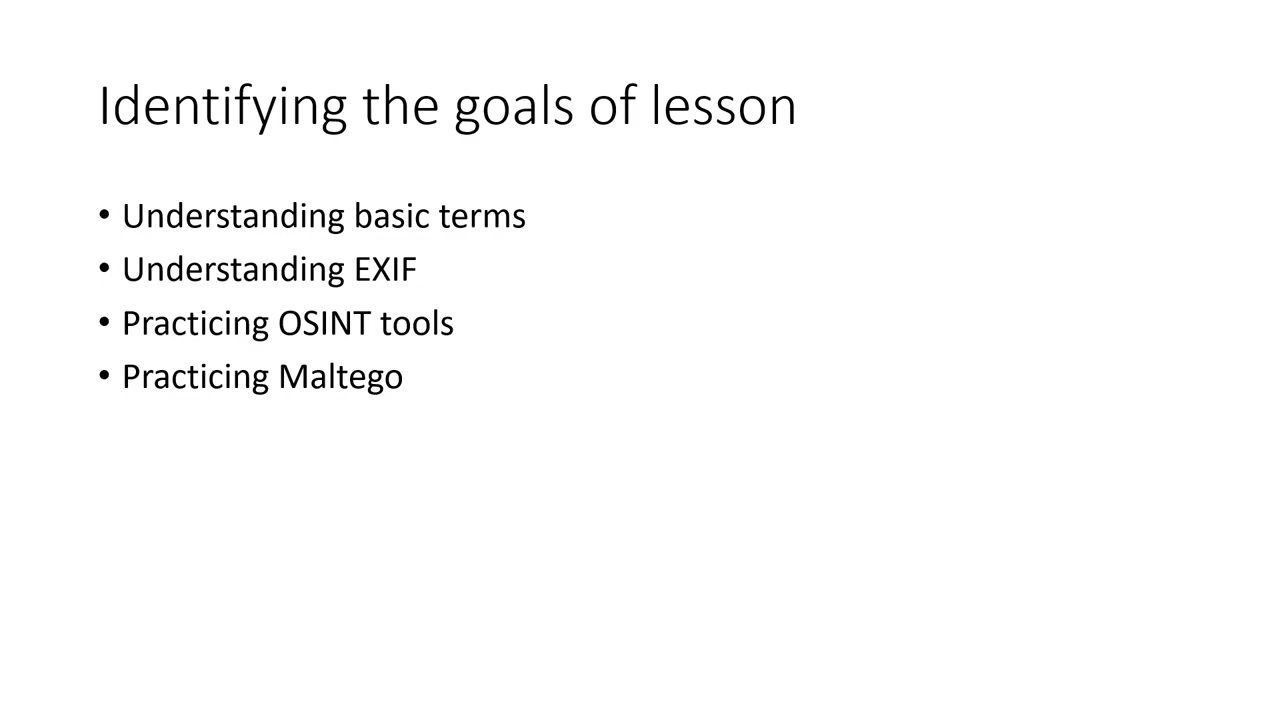 Identifying the goals of lesson
• Understanding basic terms
• Understanding EXIF
• Practicing OSINT tools
• Practicing Maltego